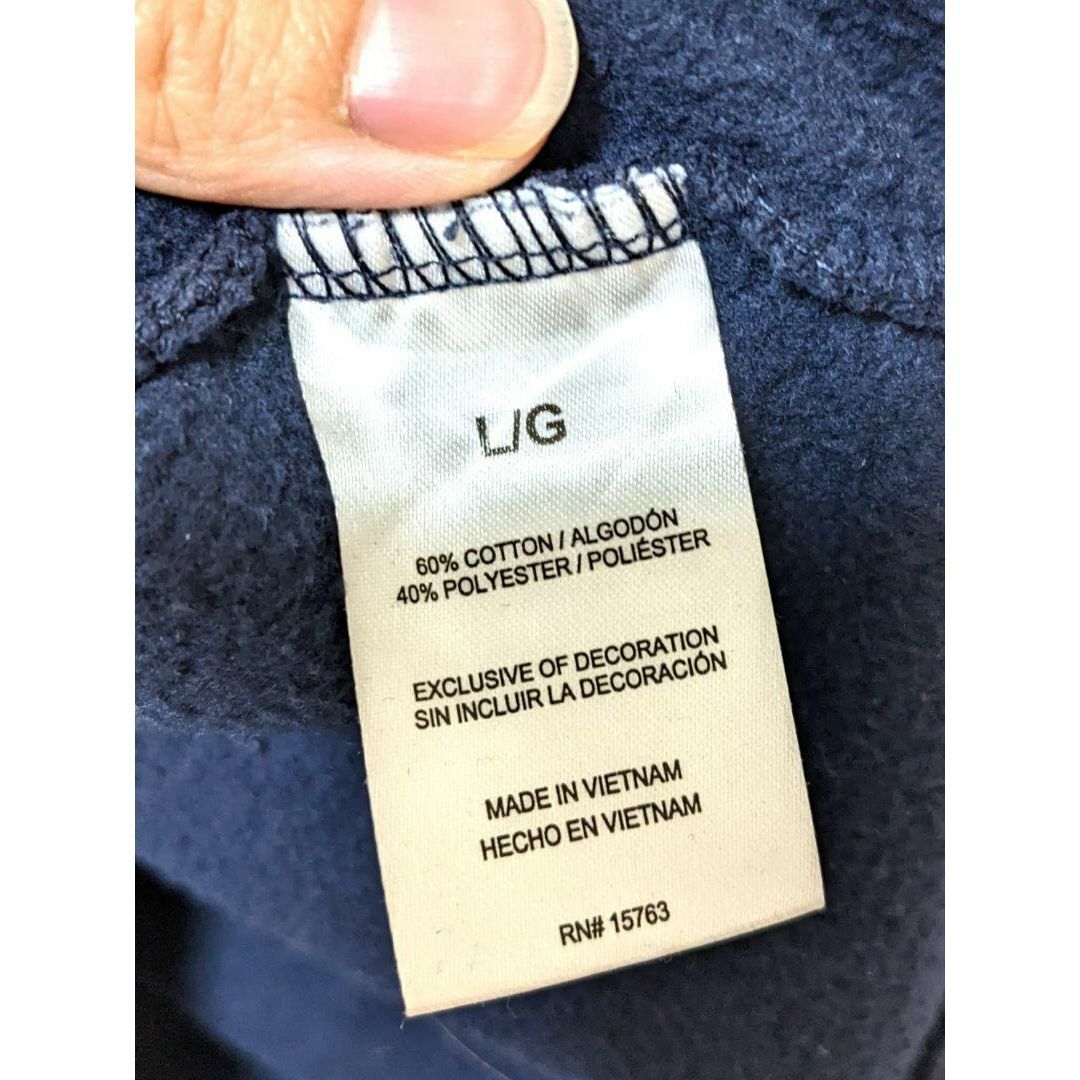 L/G
60% COTTON / ALGODÓN
40% POLYESTER / POLIÉSTER
EXCLUSIVE OF DECORATION
SIN INCLUIR LA DECORACIÓN
MADE IN VIETNAM
HECHO EN VIETNAM
RN# 15763